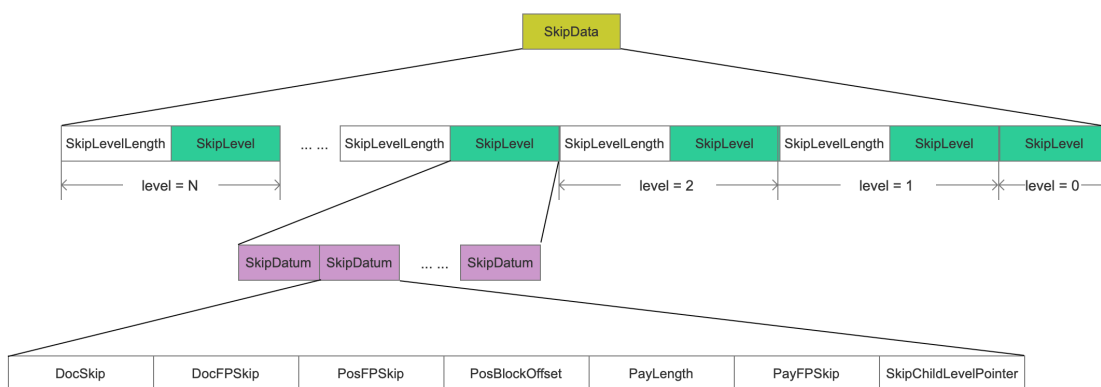 SkipData
SkipLevelLength SkipLevel ... ... SkipLevelLength SkipLevel SkipLevelLength SkipLevel SkipLevelLength SkipLevel SkipLevel
level = N level = 2 level = 1 level = 0
SkipDatum SkipDatum ... ... SkipDatum
DocSkip DocFPSkip PosFPSkip PosBlockOffset PayLength PayFPSkip SkipChildLevelPointer